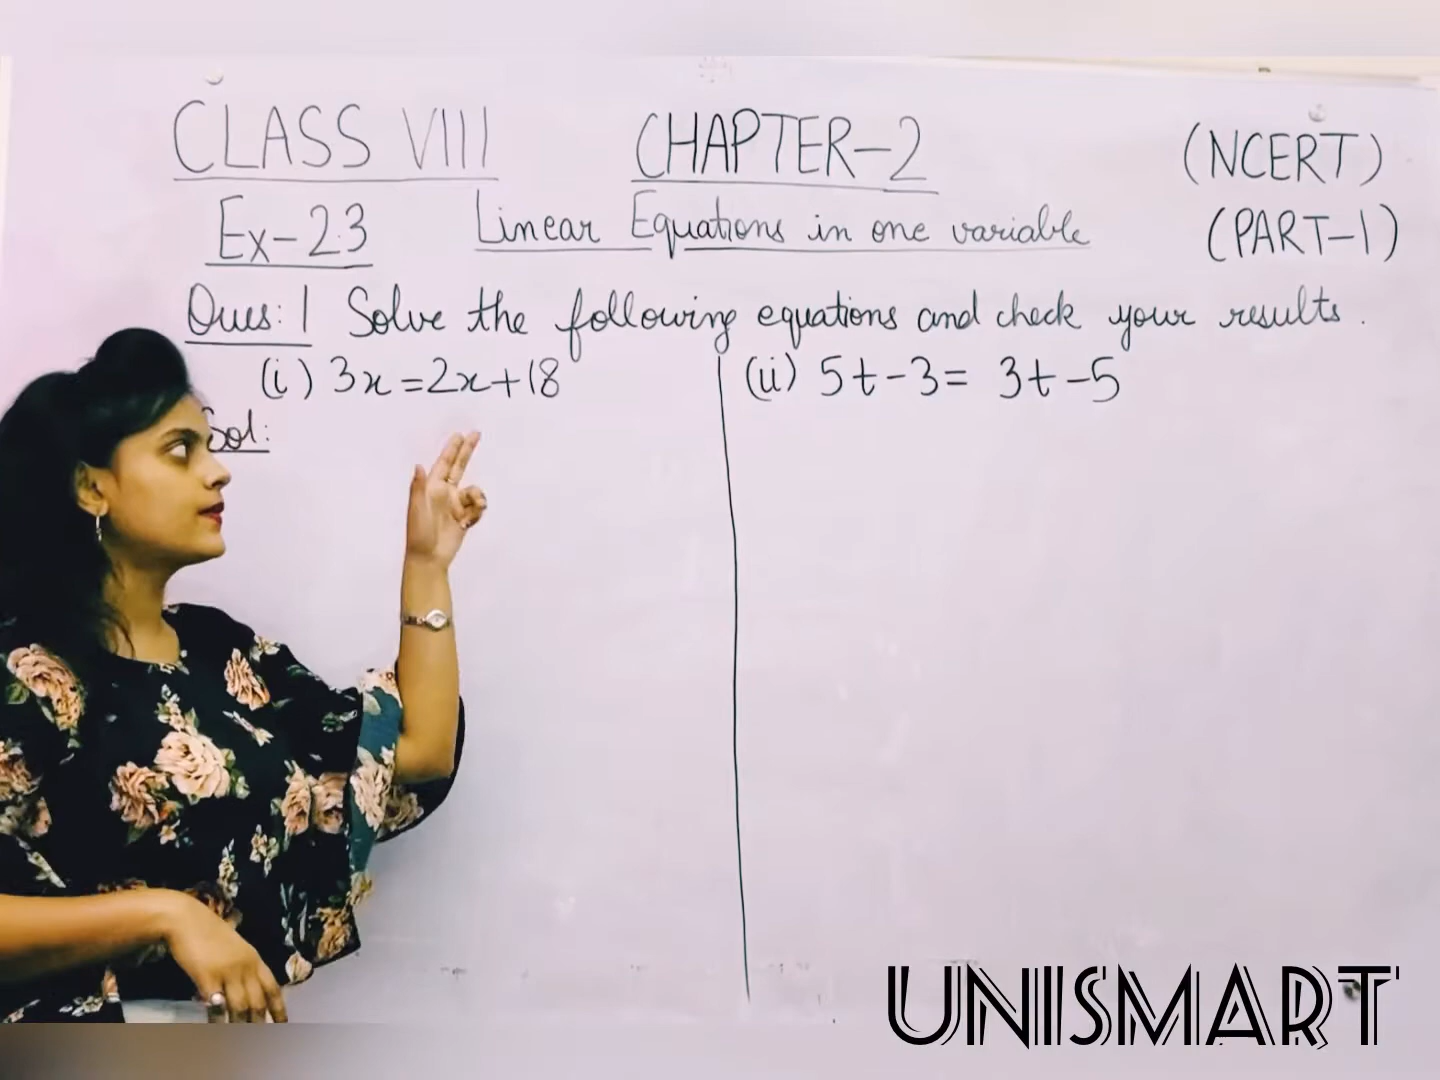 CLASS VIII CHAPTER-2 (NCERT)
Ex-2.3 Linear Equations in one variable (PART-1)
Ques: 1 Solve the following equations and check your results.
(i) 3x = 2x + 18 (ii) 5t - 3 = 3t - 5
Sol:
UNISMART